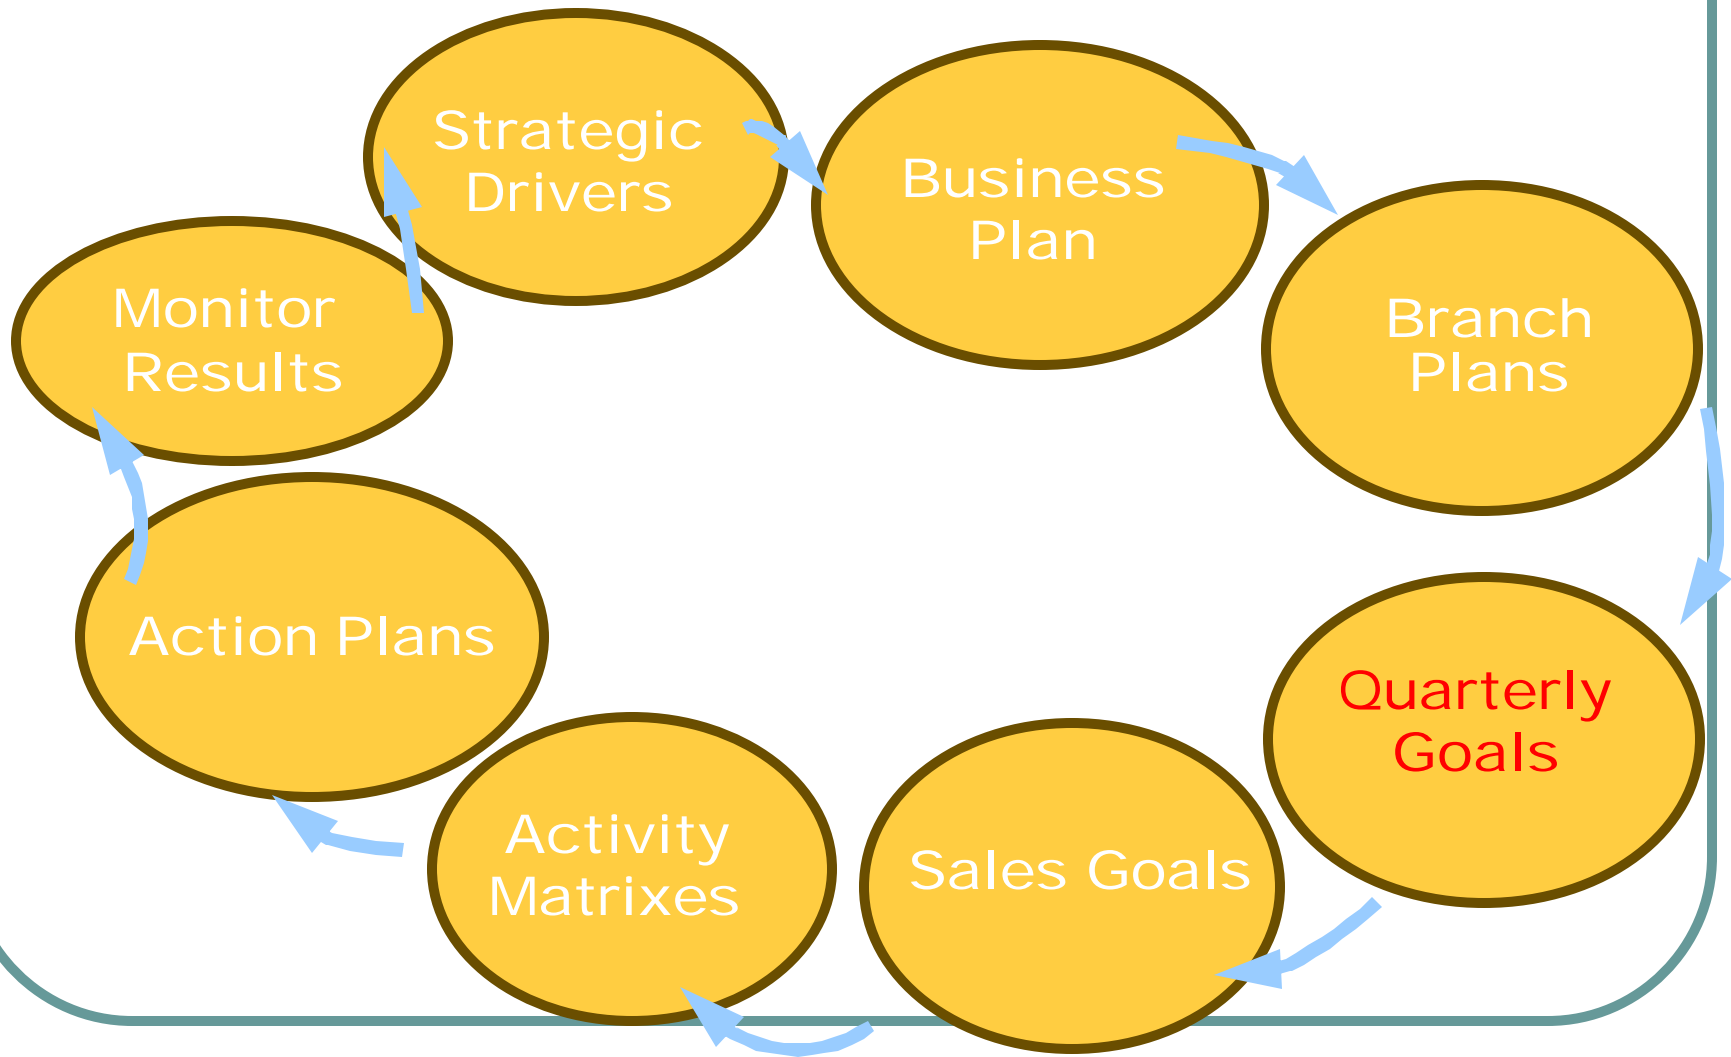 Strategic
Drivers
Business
Plan
Branch
Plans
Quarterly
Goals
Sales Goals
Activity
Matrixes
Action Plans
Monitor
Results